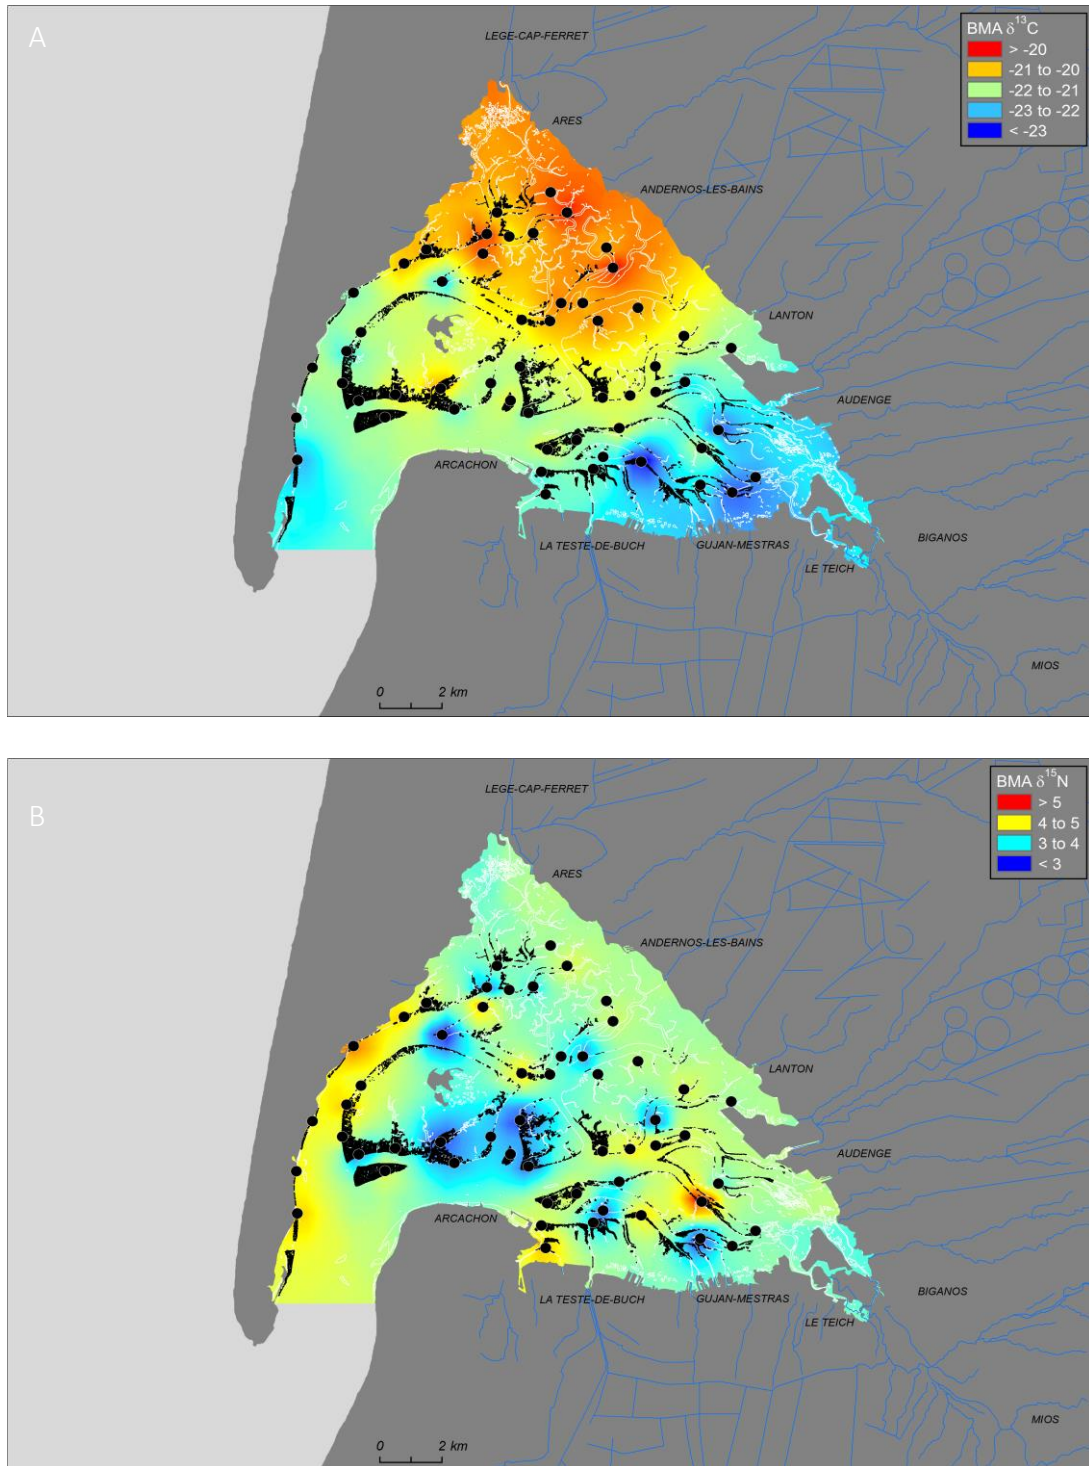 A
LEGE-CAP-FERRET
BMA δ¹³C
> -20
-21 to -20
-22 to -21
-23 to -22
< -23
ARES
ANDERNOS-LES-BAINS
LANTON
AUDENGE
ARCACHON
LA TESTE-DE-BUCH
GUJAN-MESTRAS
BIGANOS
LE TEICH
MIOS
0 2 km
B
LEGE-CAP-FERRET
BMA δ¹⁵N
> 5
4 to 5
3 to 4
< 3
ARES
ANDERNOS-LES-BAINS
LANTON
AUDENGE
ARCACHON
LA TESTE-DE-BUCH
GUJAN-MESTRAS
BIGANOS
LE TEICH
MIOS
0 2 km